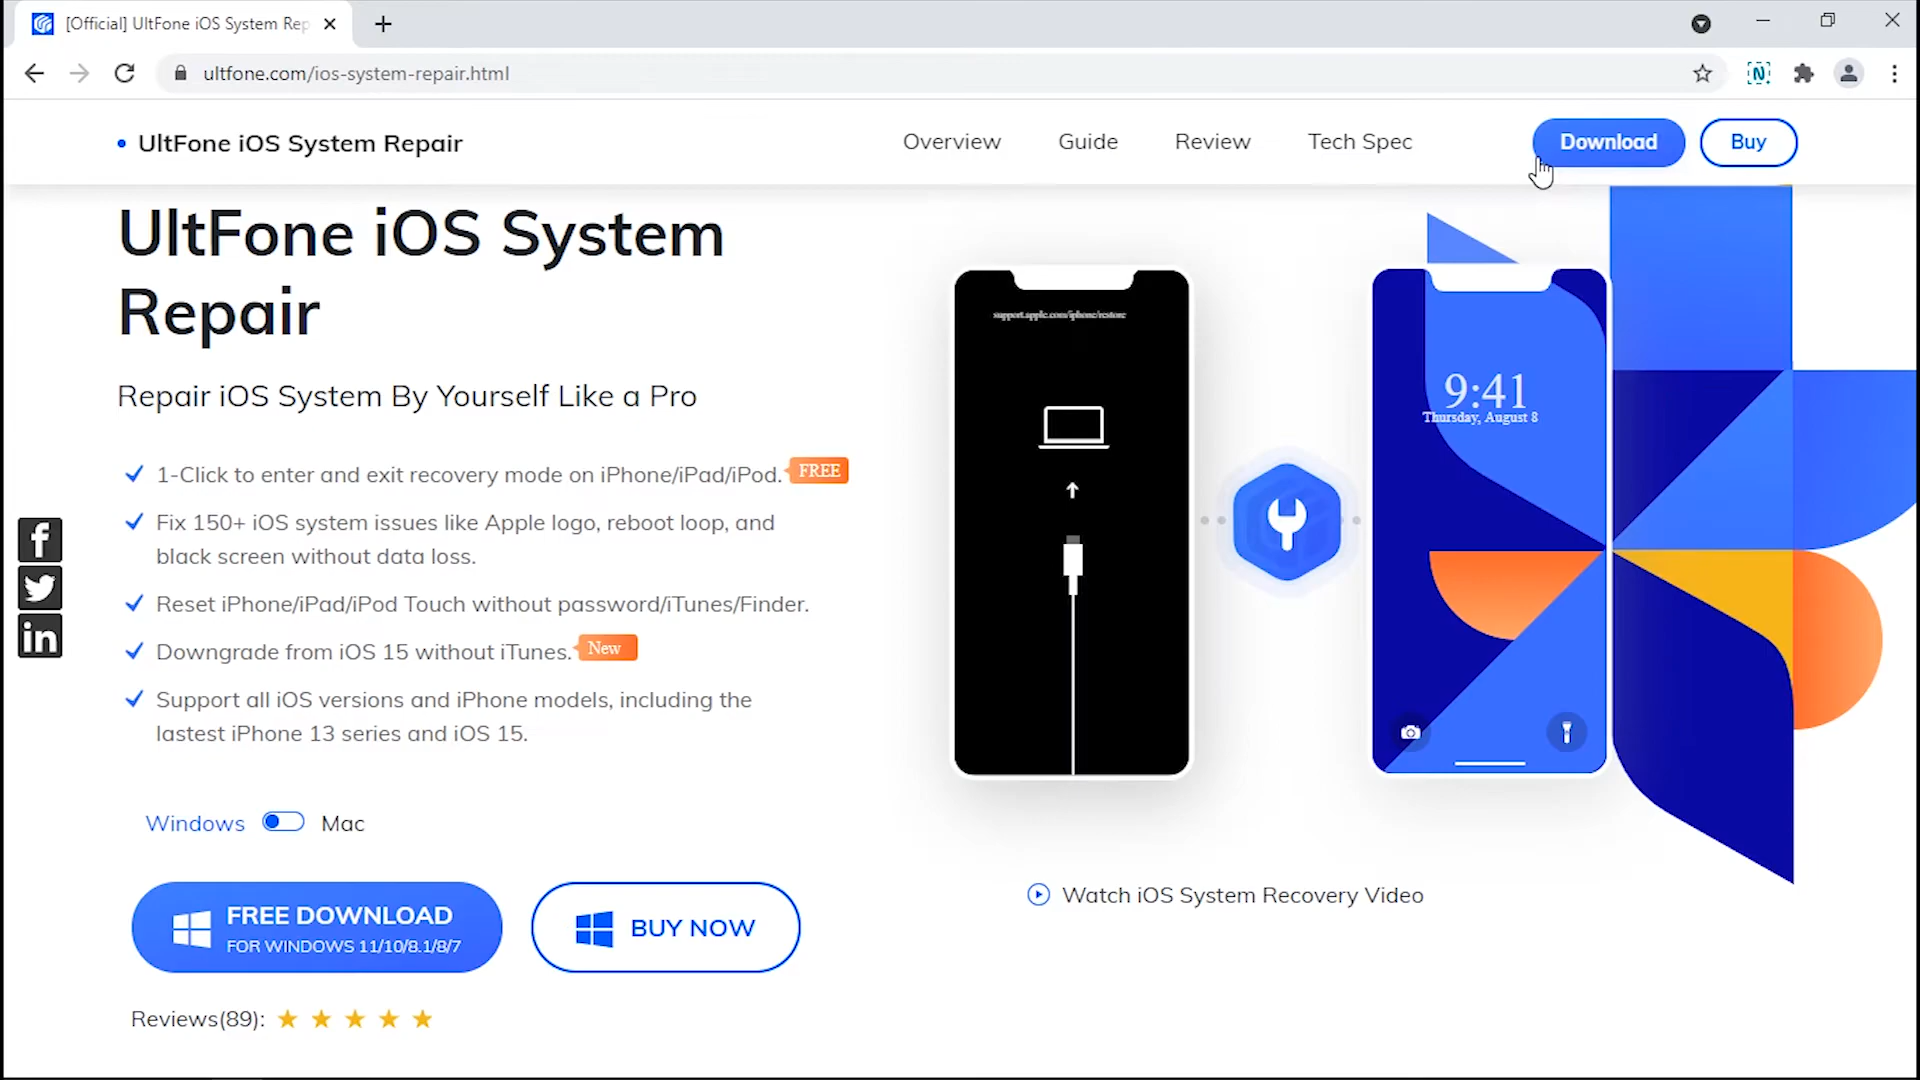 [Official] UltFone iOS System Rep
ultfone.com/ios-system-repair.html
UltFone iOS System Repair
Overview
Guide
Review
Tech Spec
Download
Buy
UltFone iOS System
Repair
Repair iOS System By Yourself Like a Pro
1-Click to enter and exit recovery mode on iPhone/iPad/iPod.
FREE
Fix 150+ iOS system issues like Apple logo, reboot loop, and
black screen without data loss.
Reset iPhone/iPad/iPod Touch without password/iTunes/Finder.
Downgrade from iOS 15 without iTunes.
New
Support all iOS versions and iPhone models, including the
lastest iPhone 13 series and iOS 15.
Windows
Mac
FREE DOWNLOAD
FOR WINDOWS 11/10/8.1/8/7
BUY NOW
Reviews(89):
support.apple.com/iphone/restore
9:41
Thursday, August 8
Watch iOS System Recovery Video